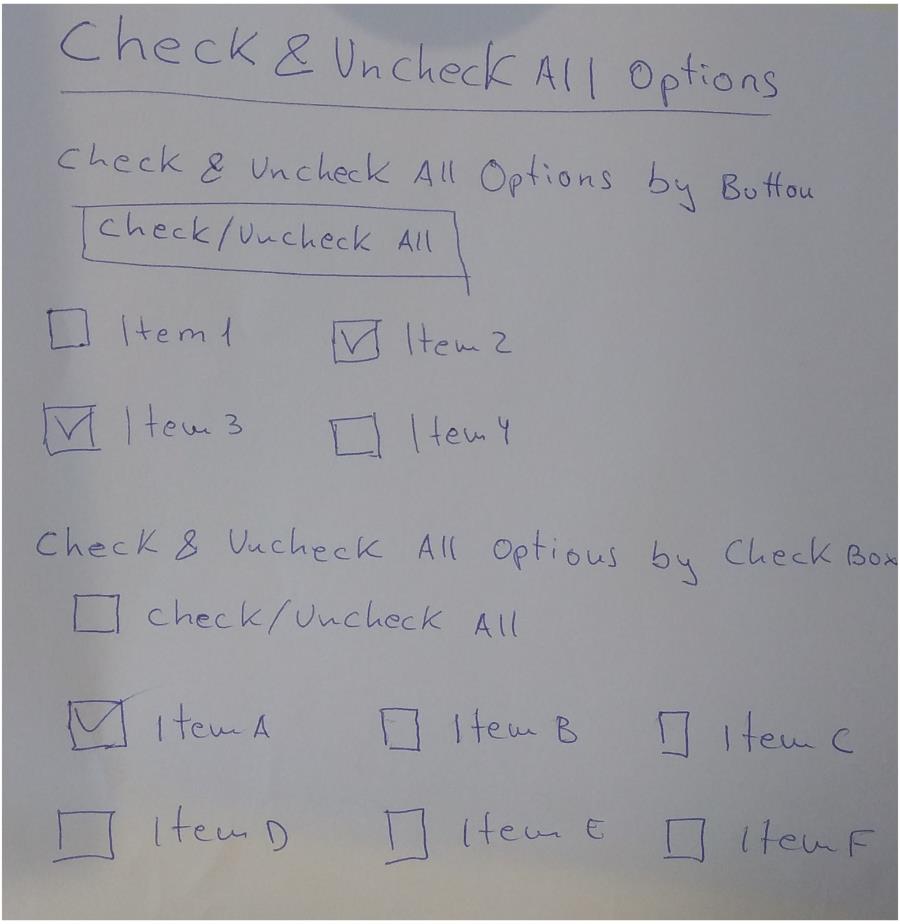 Check & Uncheck All Options
Check & Uncheck All Options by Button
Check/Uncheck All
Item 1 Item 2
Item 3 Item 4
Check & Uncheck All Options by Check Box
Check/Uncheck All
Item A Item B Item C
Item D Item E Item F